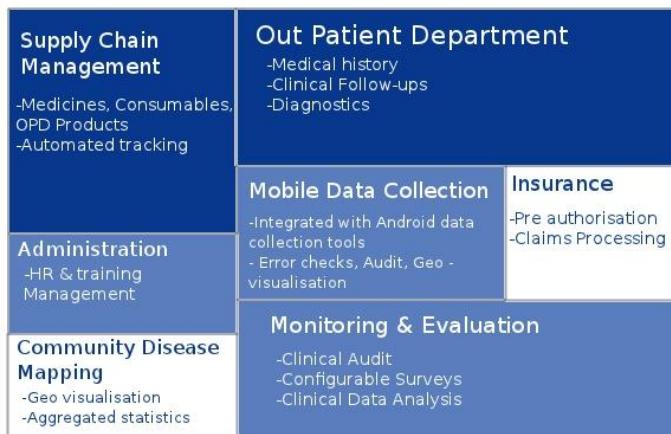 Supply Chain
Management
-Medicines, Consumables,
OPD Products
-Automated tracking
Out Patient Department
-Medical history
-Clinical Follow-ups
-Diagnostics
Mobile Data Collection
-Integrated with Android data
collection tools
- Error checks, Audit, Geo -
visualisation
Insurance
-Pre authorisation
-Claims Processing
Administration
-HR & training
Management
Monitoring & Evaluation
-Clinical Audit
-Configurable Surveys
-Clinical Data Analysis
Community Disease
Mapping
-Geo visualisation
-Aggregated statistics